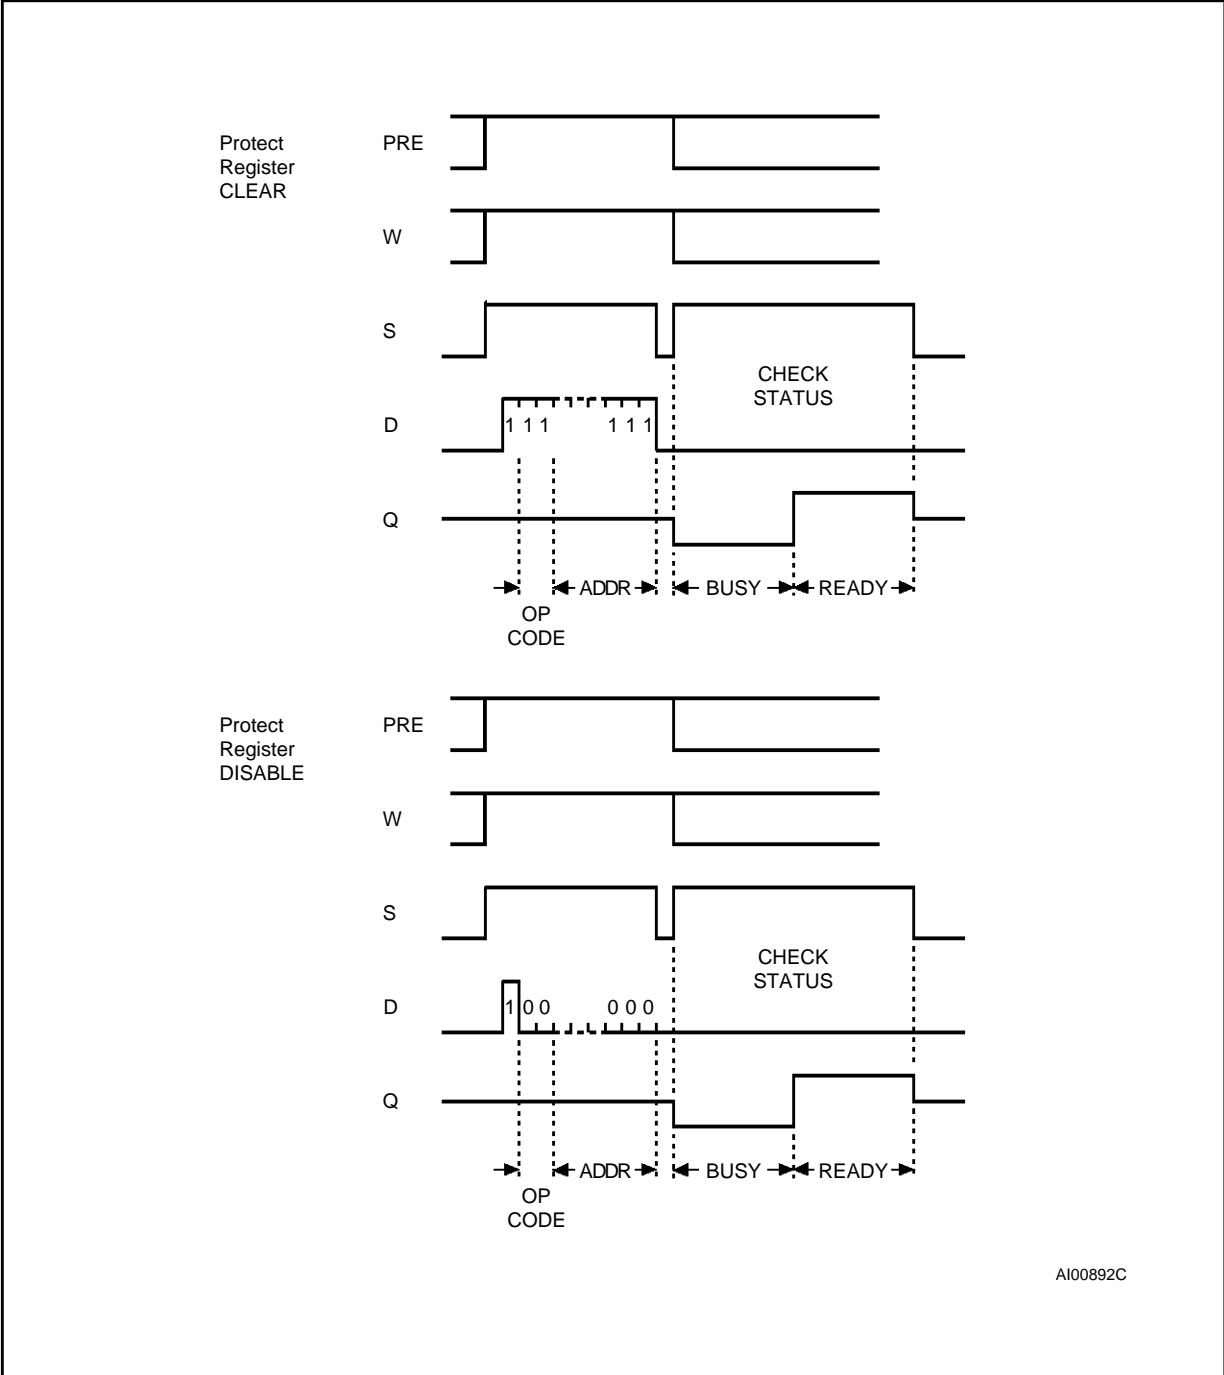 Protect
Register
CLEAR
PRE
W
S
CHECK
STATUS
D
1 1 1 1 1 1
Q
ADDR BUSY READY
OP
CODE
Protect
Register
DISABLE
PRE
W
S
CHECK
STATUS
D
1 0 0 0 0 0
Q
ADDR BUSY READY
OP
CODE
AI00892C